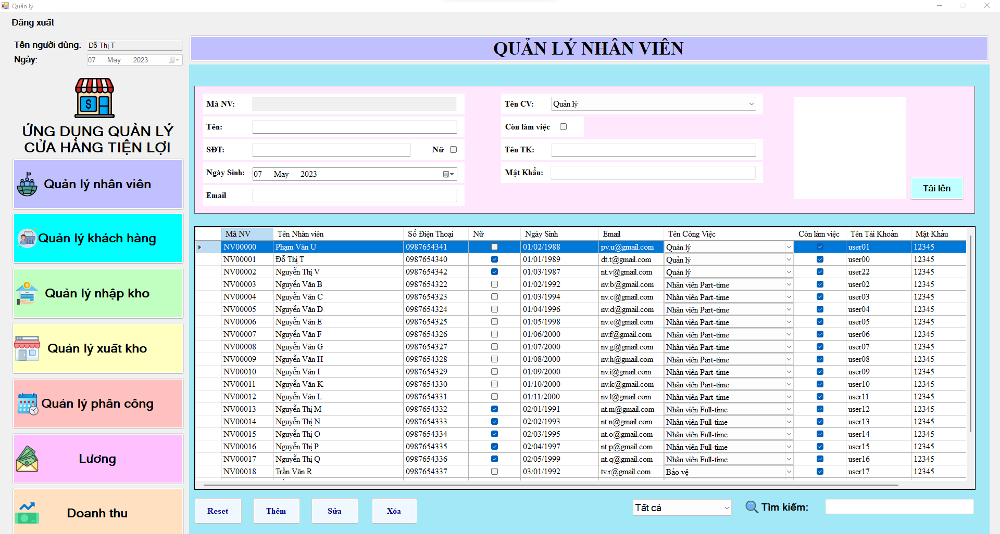 Quản lý
Đăng xuất
Tên người dùng: Đỗ Thị T
Ngày: 07 May 2023
ỨNG DỤNG QUẢN LÝ
CỬA HÀNG TIỆN LỢI
Quản lý nhân viên
Quản lý khách hàng
Quản lý nhập kho
Quản lý xuất kho
Quản lý phân công
Lương
Doanh thu
QUẢN LÝ NHÂN VIÊN
Mã NV:
Tên:
SĐT: Nữ
Ngày Sinh: 07 May 2023
Email
Tên CV: Quản lý
Còn làm việc
Tên TK:
Mật Khẩu:
Tải lên
Mã NV Tên Nhân viên Số Điện Thoại Nữ Ngày Sinh Email Tên Công Việc Còn làm việc Tên Tài Khoản Mật Khẩu
NV00000 Phạm Văn U 0987654341 01/02/1988 pv.u@gmail.com Quản lý user01 12345
NV00001 Đỗ Thị T 0987654340 01/01/1989 dt.t@gmail.com Quản lý user00 12345
NV00002 Nguyễn Thị V 0987654342 01/03/1987 nt.v@gmail.com Quản lý user22 12345
NV00003 Nguyễn Văn B 0987654322 01/02/1992 nv.b@gmail.com Nhân viên Part-time user02 12345
NV00004 Nguyễn Văn C 0987654323 01/03/1994 nv.c@gmail.com Nhân viên Part-time user03 12345
NV00005 Nguyễn Văn D 0987654324 01/04/1996 nv.d@gmail.com Nhân viên Part-time user04 12345
NV00006 Nguyễn Văn E 0987654325 01/05/1998 nv.e@gmail.com Nhân viên Part-time user05 12345
NV00007 Nguyễn Văn F 0987654326 01/06/2000 nv.f@gmail.com Nhân viên Part-time user06 12345
NV00008 Nguyễn Văn G 0987654327 01/07/2000 nv.g@gmail.com Nhân viên Part-time user07 12345
NV00009 Nguyễn Văn H 0987654328 01/08/2000 nv.h@gmail.com Nhân viên Part-time user08 12345
NV00010 Nguyễn Văn I 0987654329 01/09/2000 nv.i@gmail.com Nhân viên Part-time user09 12345
NV00011 Nguyễn Văn K 0987654330 01/10/2000 nv.k@gmail.com Nhân viên Part-time user10 12345
NV00012 Nguyễn Văn L 0987654331 01/11/2000 nv.l@gmail.com Nhân viên Part-time user11 12345
NV00013 Nguyễn Thị M 0987654332 02/01/1991 nt.m@gmail.com Nhân viên Full-time user12 12345
NV00014 Nguyễn Thị N 0987654333 02/02/1993 nt.n@gmail.com Nhân viên Full-time user13 12345
NV00015 Nguyễn Thị O 0987654334 02/03/1995 nt.o@gmail.com Nhân viên Full-time user14 12345
NV00016 Nguyễn Thị P 0987654335 02/04/1997 nt.p@gmail.com Nhân viên Full-time user15 12345
NV00017 Nguyễn Thị Q 0987654336 02/05/1999 nt.q@gmail.com Nhân viên Full-time user16 12345
NV00018 Trần Văn R 0987654337 03/01/1992 tv.r@gmail.com Bảo vệ user17 12345
Reset Thêm Sửa Xóa Tất cả Tìm kiếm: